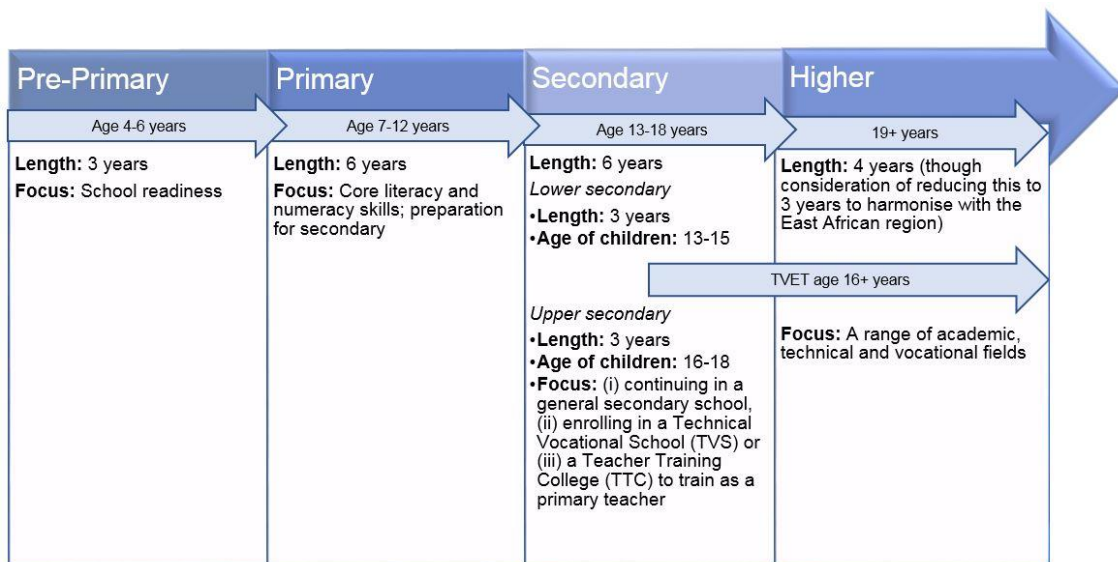 Pre-Primary
Age 4-6 years
Length: 3 years
Focus: School readiness
Primary
Age 7-12 years
Length: 6 years
Focus: Core literacy and
numeracy skills; preparation
for secondary
Secondary
Age 13-18 years
Length: 6 years
Lower secondary
•Length: 3 years
•Age of children: 13-15
Upper secondary
•Length: 3 years
•Age of children: 16-18
•Focus: (i) continuing in a
general secondary school,
(ii) enrolling in a Technical
Vocational School (TVS) or
(iii) a Teacher Training
College (TTC) to train as a
primary teacher
Higher
19+ years
Length: 4 years (though
consideration of reducing this to
3 years to harmonise with the
East African region)
TVET age 16+ years
Focus: A range of academic,
technical and vocational fields